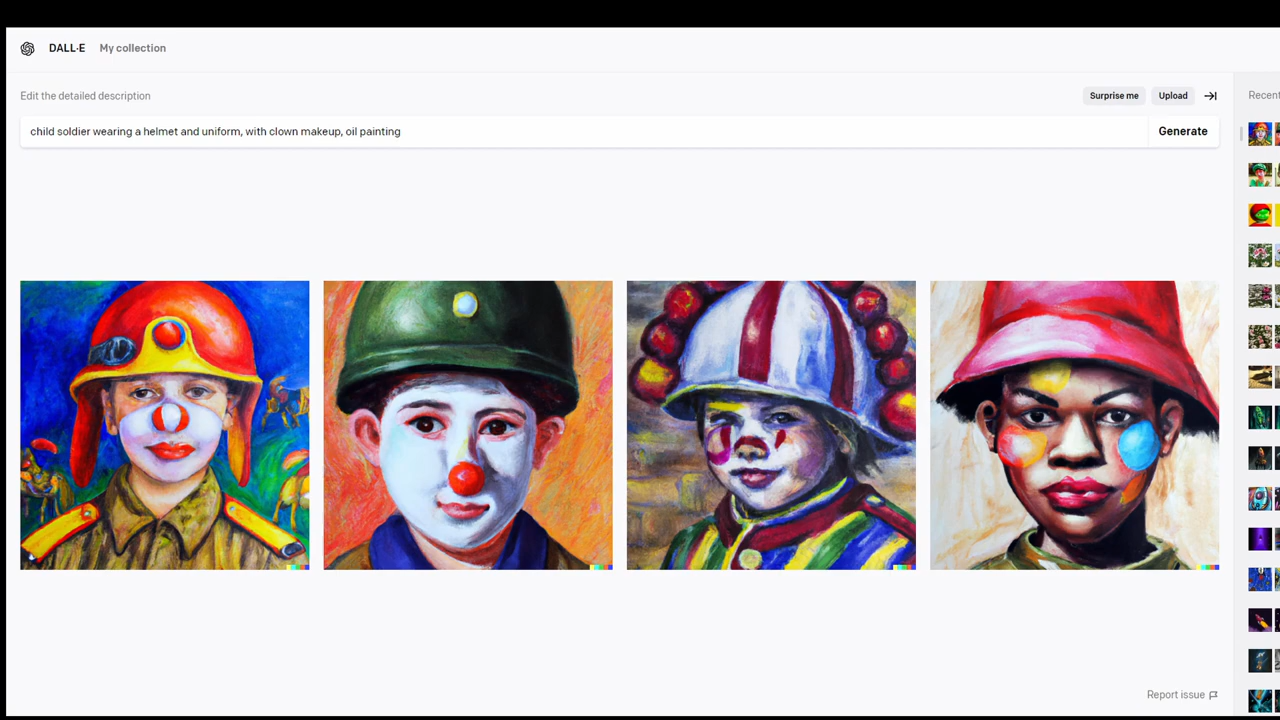 DALL·E My collection
Edit the detailed description
Surprise me Upload
child soldier wearing a helmet and uniform, with clown makeup, oil painting
Generate
Recent
Report issue